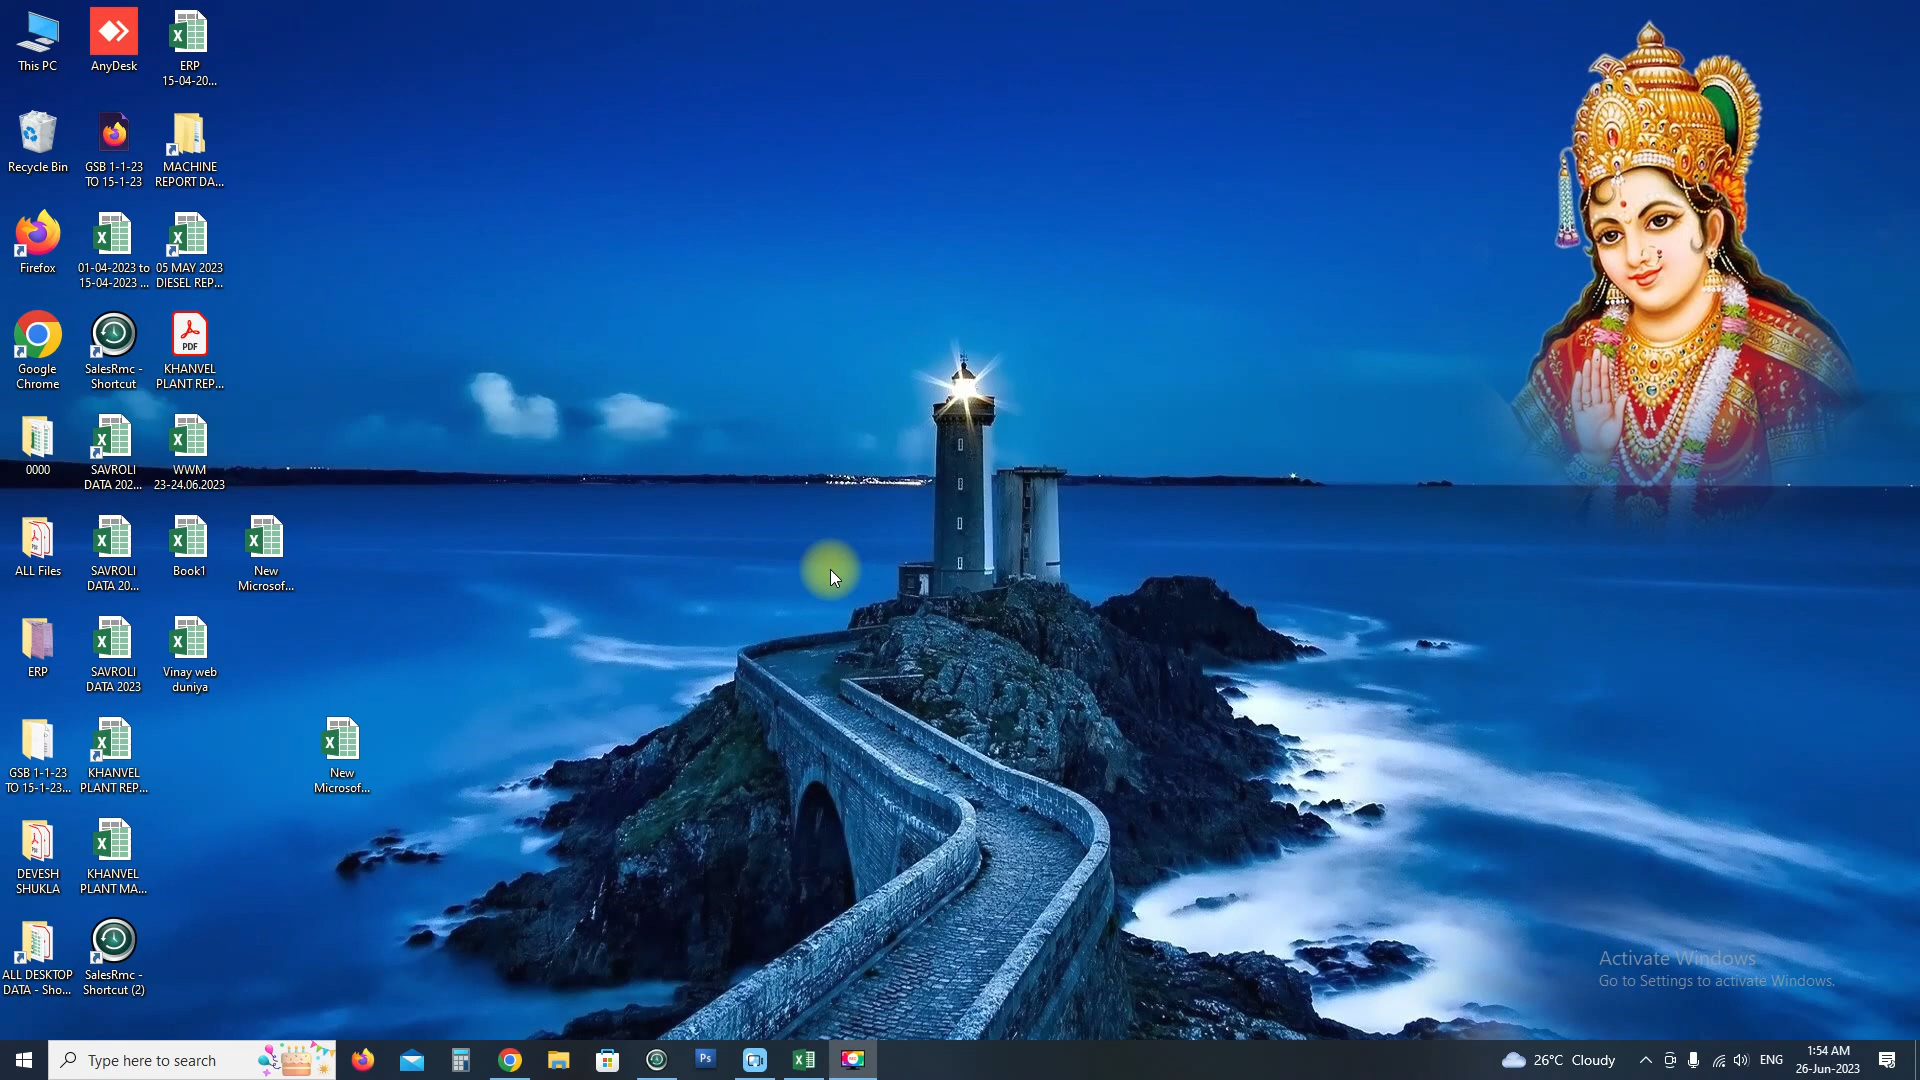 This PC
AnyDesk
ERP
15-04-20...
Recycle Bin
GSB 1-1-23
TO 15-1-23
MACHINE
REPORT DA...
Firefox
01-04-2023 to
15-04-2023 ...
05 MAY 2023
DIESEL REP...
Google
Chrome
SalesRmc -
Shortcut
PDF
KHANVEL
PLANT REP...
0000
SAVROLI
DATA 202...
WWM
23-24.06.2023
ALL Files
SAVROLI
DATA 20...
Book1
New
Microsof...
ERP
SAVROLI
DATA 2023
Vinay web
duniya
GSB 1-1-23
TO 15-1-23...
KHANVEL
PLANT REP...
New
Microsof...
DEVESH
SHUKLA
KHANVEL
PLANT MA...
ALL DESKTOP
DATA - Sho...
SalesRmc -
Shortcut (2)
Activate Windows
Go to Settings to activate Windows.
Type here to search
Ps
26°C Cloudy
ENG
1:54 AM
26-Jun-2023